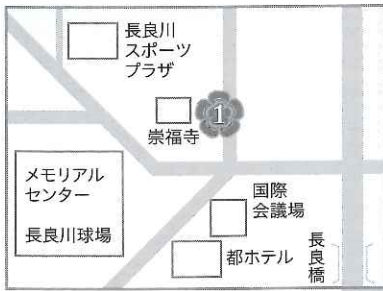 長良川
スポーツ
プラザ
1
崇福寺
メモリアル
センター
長良川球場
国際
会議場
都ホテル
長良橋